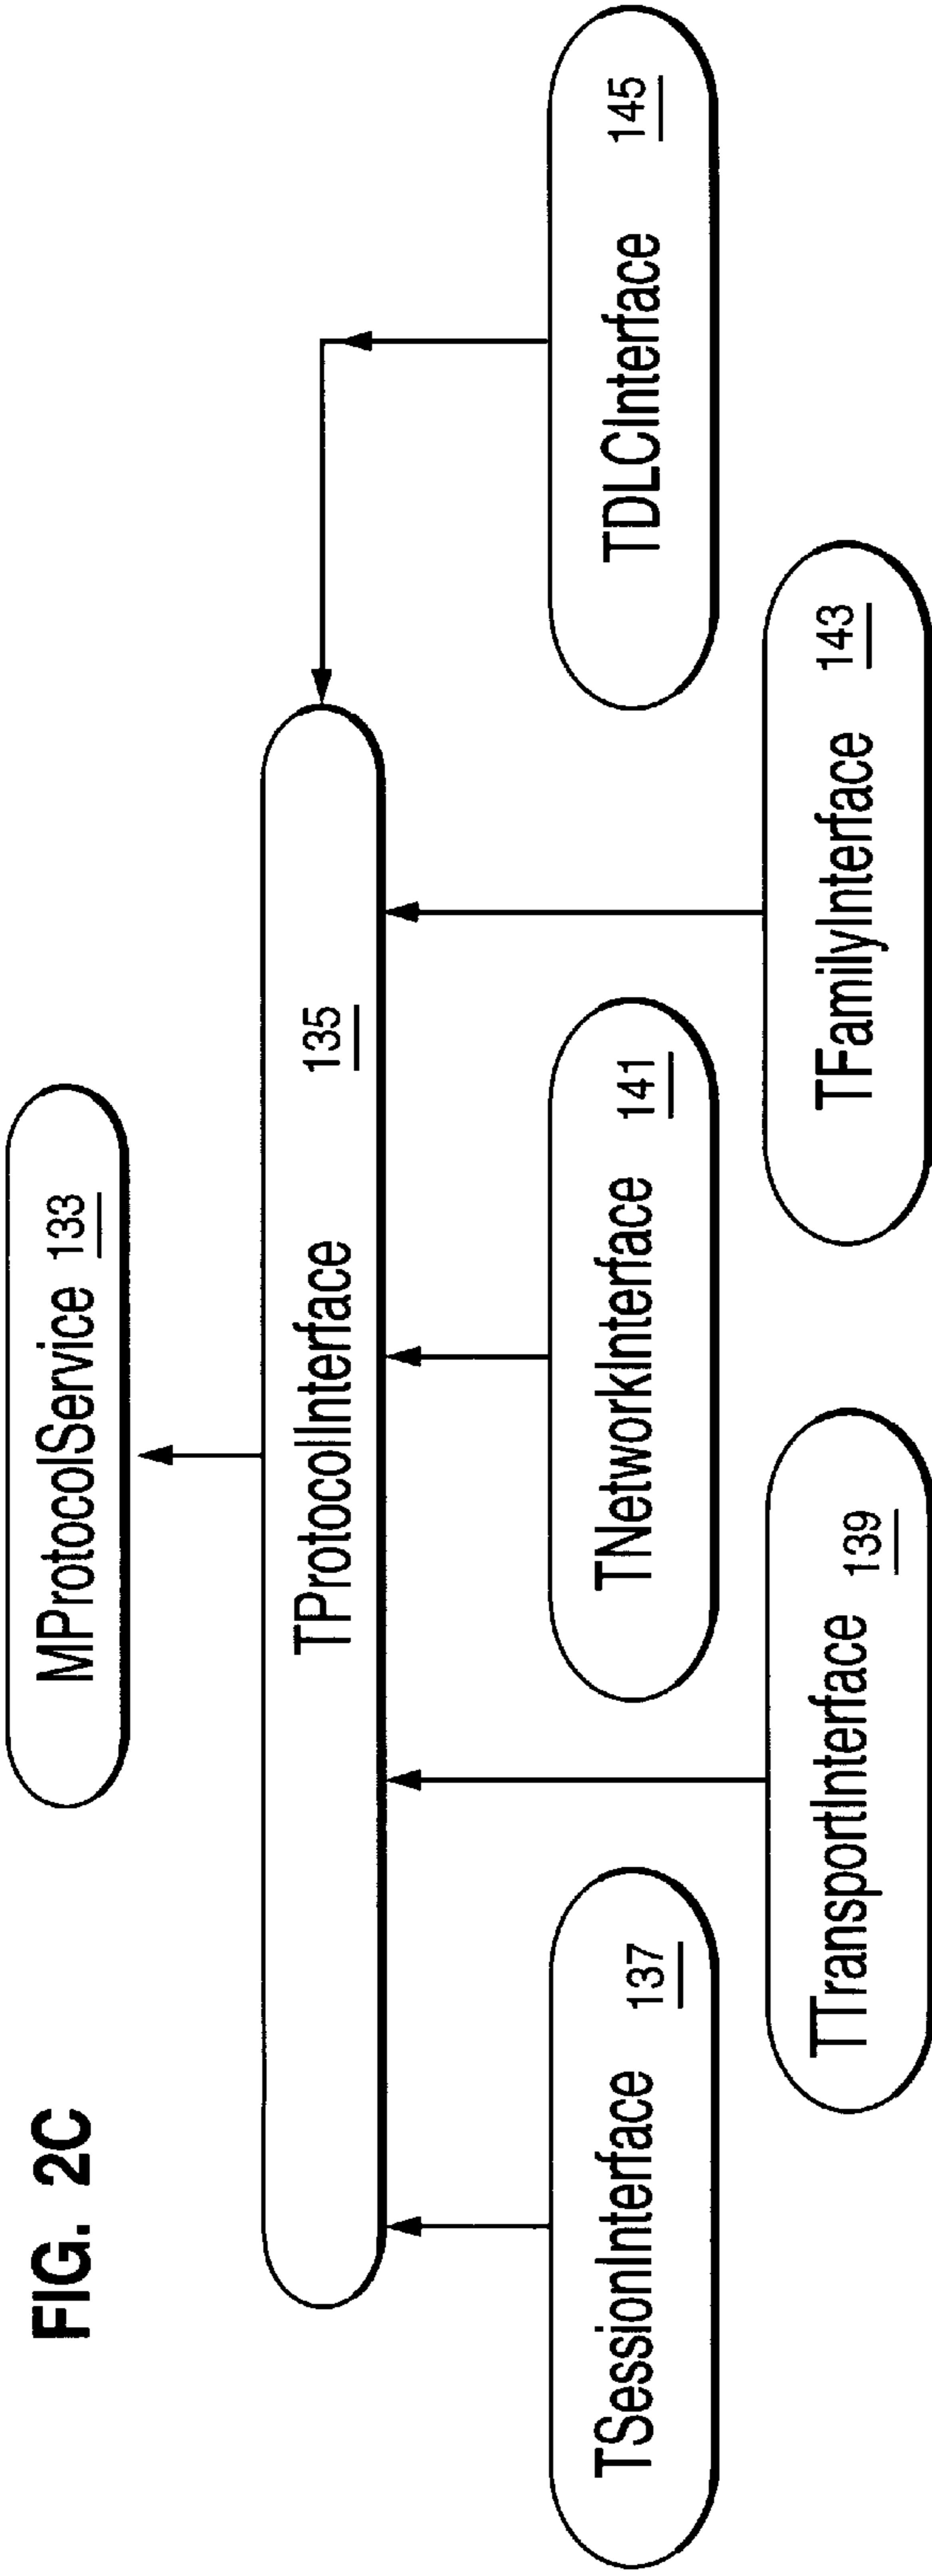 FIG. 2C
MProtocolService 133
TProtocolInterface 135
TSessionInterface 137
TNetworkInterface 141
TDLCInterface 145
TTransportInterface 139
TFamilyInterface 143